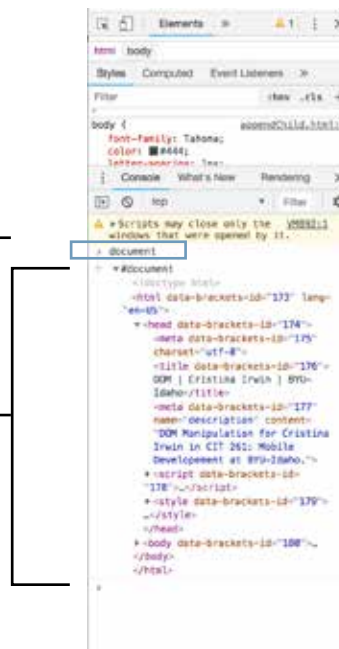 Elements » 1
html body
Styles Computed Event Listeners »
Filter :hov .cls +
body { appendChild.html:
font-family: Tahoma;
color: #444;
letter-spacing: 1px;
Console What's New Rendering
top Filter
Scripts may close only the VM892:1
windows that were opened by it.
> document
▼#document
<!doctype html>
<html data-brackets-id="173" lang=
"en-US">
▼<head data-brackets-id="174">
<meta data-brackets-id="175"
charset="utf-8">
<title data-brackets-id="176">
DOM | Cristina Irwin | BYU-
Idaho</title>
<meta data-brackets-id="177"
name="description" content=
"DOM Manipulation for Cristina
Irwin in CIT 261: Mobile
Developement at BYU-Idaho.">
▶<script data-brackets-id=
"178">…</script>
▶<style data-brackets-id="179">
…</style>
</head>
▶<body data-brackets-id="180">…
</body>
</html>
>